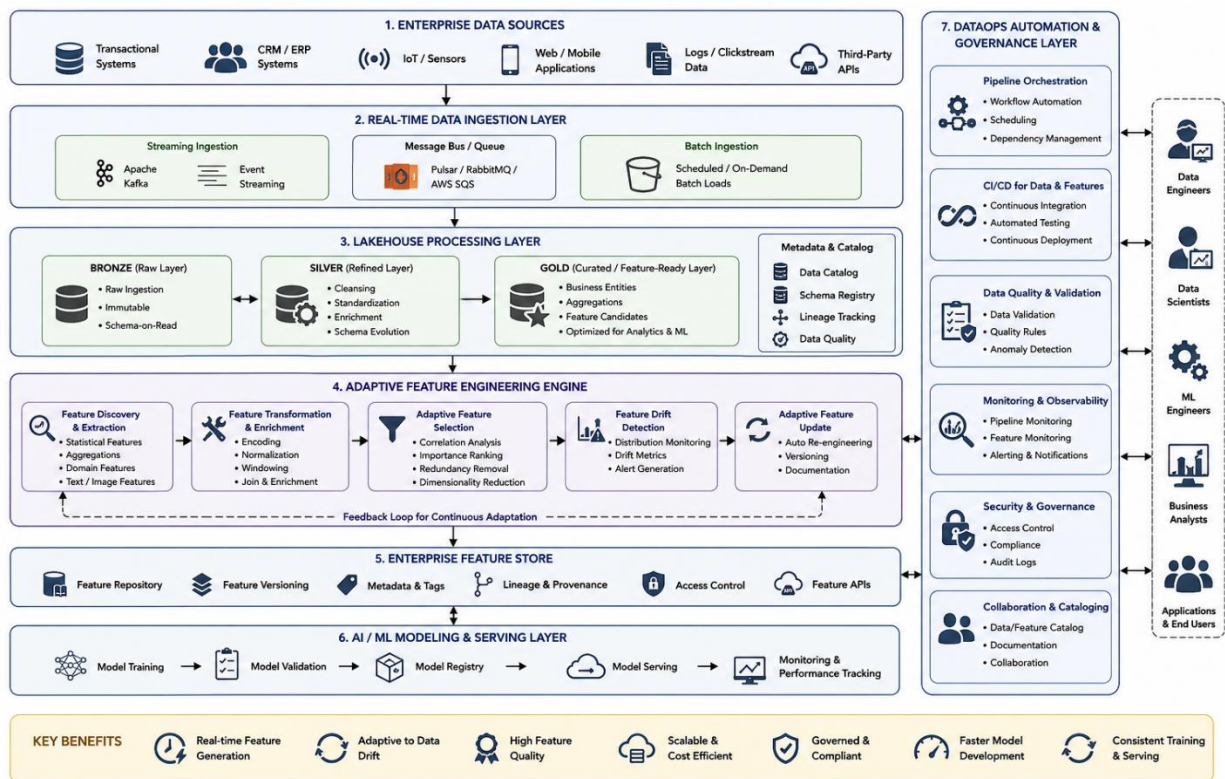 1. ENTERPRISE DATA SOURCES
Transactional
Systems
CRM / ERP
Systems
IoT / Sensors
Web / Mobile
Applications
Logs / Clickstream
Data
API
Third-Party
APIs
2. REAL-TIME DATA INGESTION LAYER
Streaming Ingestion
Apache
Kafka
Event
Streaming
Message Bus / Queue
Pulsar / RabbitMQ /
AWS SQS
Batch Ingestion
Scheduled / On-Demand
Batch Loads
3. LAKEHOUSE PROCESSING LAYER
BRONZE (Raw Layer)
• Raw Ingestion
• Immutable
• Schema-on-Read
SILVER (Refined Layer)
• Cleansing
• Standardization
• Enrichment
• Schema Evolution
GOLD (Curated / Feature-Ready Layer)
• Business Entities
• Aggregations
• Feature Candidates
• Optimized for Analytics & ML
Metadata & Catalog
Data Catalog
Schema Registry
Lineage Tracking
Data Quality
4. ADAPTIVE FEATURE ENGINEERING ENGINE
Feature Discovery
& Extraction
• Statistical Features
• Aggregations
• Domain Features
• Text / Image Features
Feature Transformation
& Enrichment
• Encoding
• Normalization
• Windowing
• Join & Enrichment
Adaptive Feature
Selection
• Correlation Analysis
• Importance Ranking
• Redundancy Removal
• Dimensionality Reduction
Feature Drift
Detection
• Distribution Monitoring
• Drift Metrics
• Alert Generation
Adaptive Feature
Update
• Auto Re-engineering
• Versioning
• Documentation
Feedback Loop for Continuous Adaptation
5. ENTERPRISE FEATURE STORE
Feature Repository
Feature Versioning
Metadata & Tags
Lineage & Provenance
Access Control
API
Feature APIs
6. AI / ML MODELING & SERVING LAYER
Model Training
Model Validation
Model Registry
Model Serving
Monitoring &
Performance Tracking
7. DATAOPS AUTOMATION &
GOVERNANCE LAYER
Pipeline Orchestration
• Workflow Automation
• Scheduling
• Dependency Management
CI/CD for Data & Features
• Continuous Integration
• Automated Testing
• Continuous Deployment
Data Quality & Validation
• Data Validation
• Quality Rules
• Anomaly Detection
Monitoring & Observability
• Pipeline Monitoring
• Feature Monitoring
• Alerting & Notifications
Security & Governance
• Access Control
• Compliance
• Audit Logs
Collaboration & Cataloging
• Data/Feature Catalog
• Documentation
• Collaboration
Data
Engineers
Data
Scientists
ML
Engineers
Business
Analysts
Applications
& End Users
KEY BENEFITS
Real-time Feature
Generation
Adaptive to Data
Drift
High Feature
Quality
Scalable &
Cost Efficient
Governed &
Compliant
Faster Model
Development
Consistent Training
& Serving